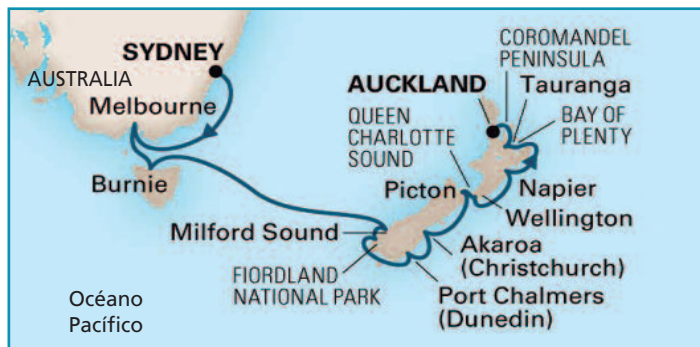 SYDNEY
AUSTRALIA
Melbourne
Burnie
COROMANDEL
PENINSULA
AUCKLAND
Tauranga
QUEEN
CHARLOTTE
SOUND
BAY OF
PLENTY
Picton
Napier
Wellington
Milford Sound
Akaroa
(Christchurch)
FIORDLAND
NATIONAL PARK
Port Chalmers
(Dunedin)
Océano
Pacífico